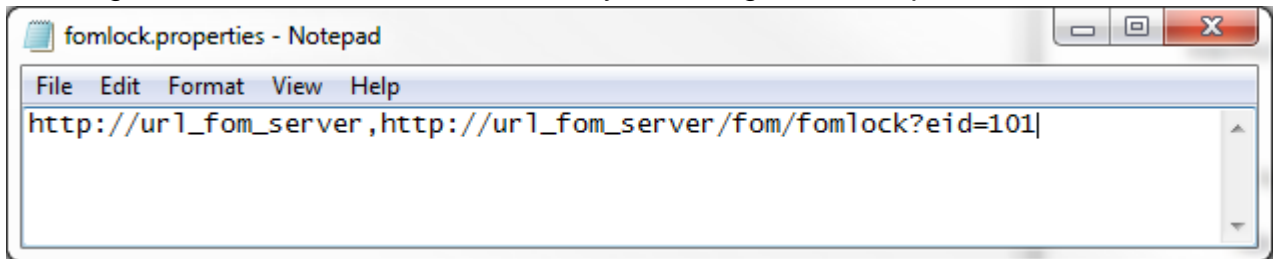 fomlock.properties - Notepad
File Edit Format View Help
http://url_fom_server,http://url_fom_server/fom/fomlock?eid=101